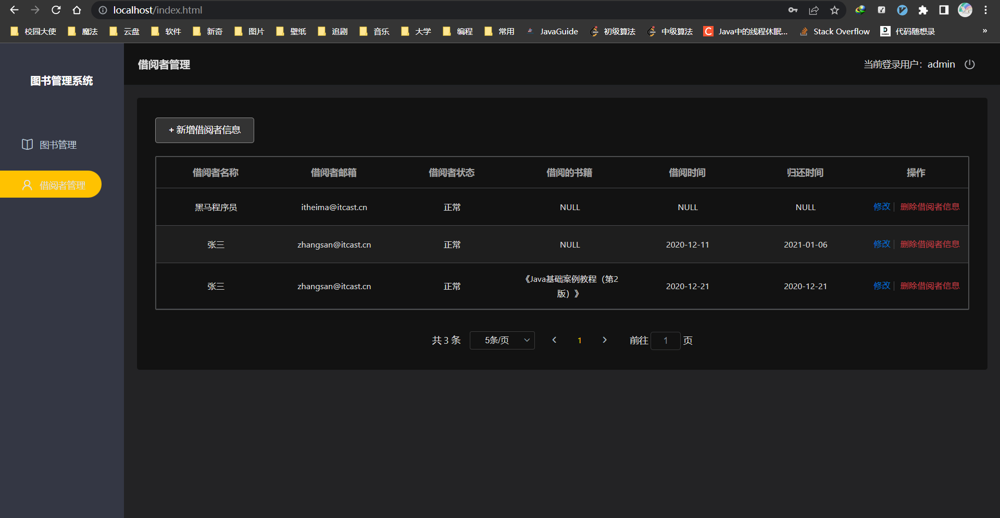 localhost/index.html
校园大使 魔法 云盘 软件 新奇 图片 壁纸 追剧 音乐 大学 编程 常用 JavaGuide 初级算法 中级算法 C Java中的线程休眠... Stack Overflow D 代码随想录 »
图书管理系统
图书管理
借阅者管理
借阅者管理 当前登录用户：admin
+ 新增借阅者信息
借阅者名称 借阅者邮箱 借阅者状态 借阅的书籍 借阅时间 归还时间 操作
黑马程序员 itheima@itcast.cn 正常 NULL NULL NULL 修改 删除借阅者信息
张三 zhangsan@itcast.cn 正常 NULL 2020-12-11 2021-01-06 修改 删除借阅者信息
张三 zhangsan@itcast.cn 正常 《Java基础案例教程（第2
版）》 2020-12-21 2020-12-21 修改 删除借阅者信息
共 3 条 5条/页 1 前往 1 页